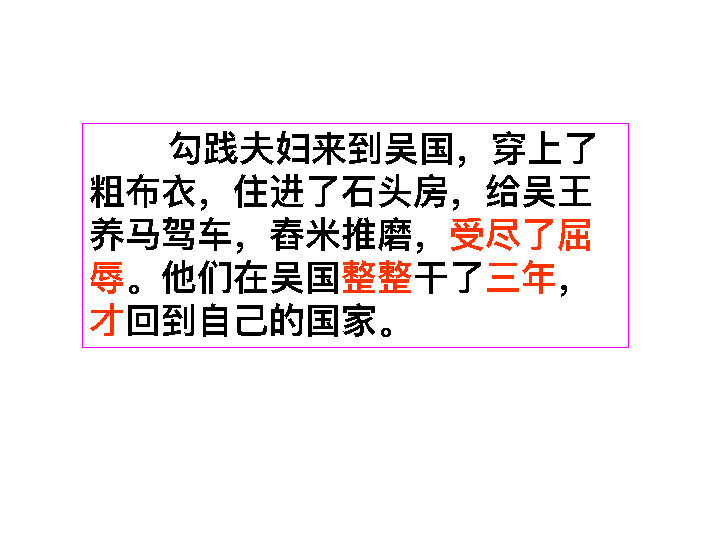 勾践夫妇来到吴国，穿上了
粗布衣，住进了石头房，给吴王
养马驾车，舂米推磨，受尽了屈
辱。他们在吴国整整干了三年，
才回到自己的国家。